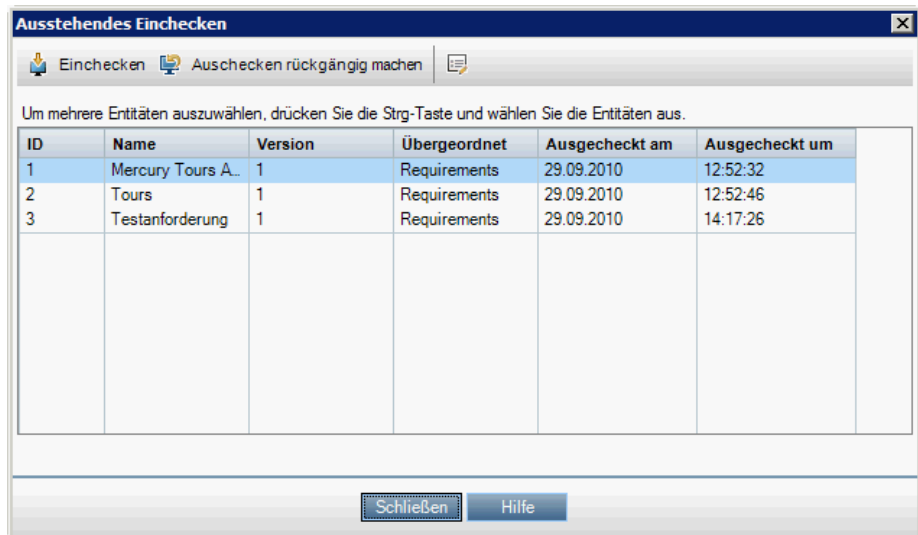 Ausstehendes Einchecken
Einchecken Auschecken rückgängig machen
Um mehrere Entitäten auszuwählen, drücken Sie die Strg-Taste und wählen Sie die Entitäten aus.
ID Name Version Übergeordnet Ausgecheckt am Ausgecheckt um
1 Mercury Tours A... 1 Requirements 29.09.2010 12:52:32
2 Tours 1 Requirements 29.09.2010 12:52:46
3 Testanforderung 1 Requirements 29.09.2010 14:17:26
Schließen Hilfe